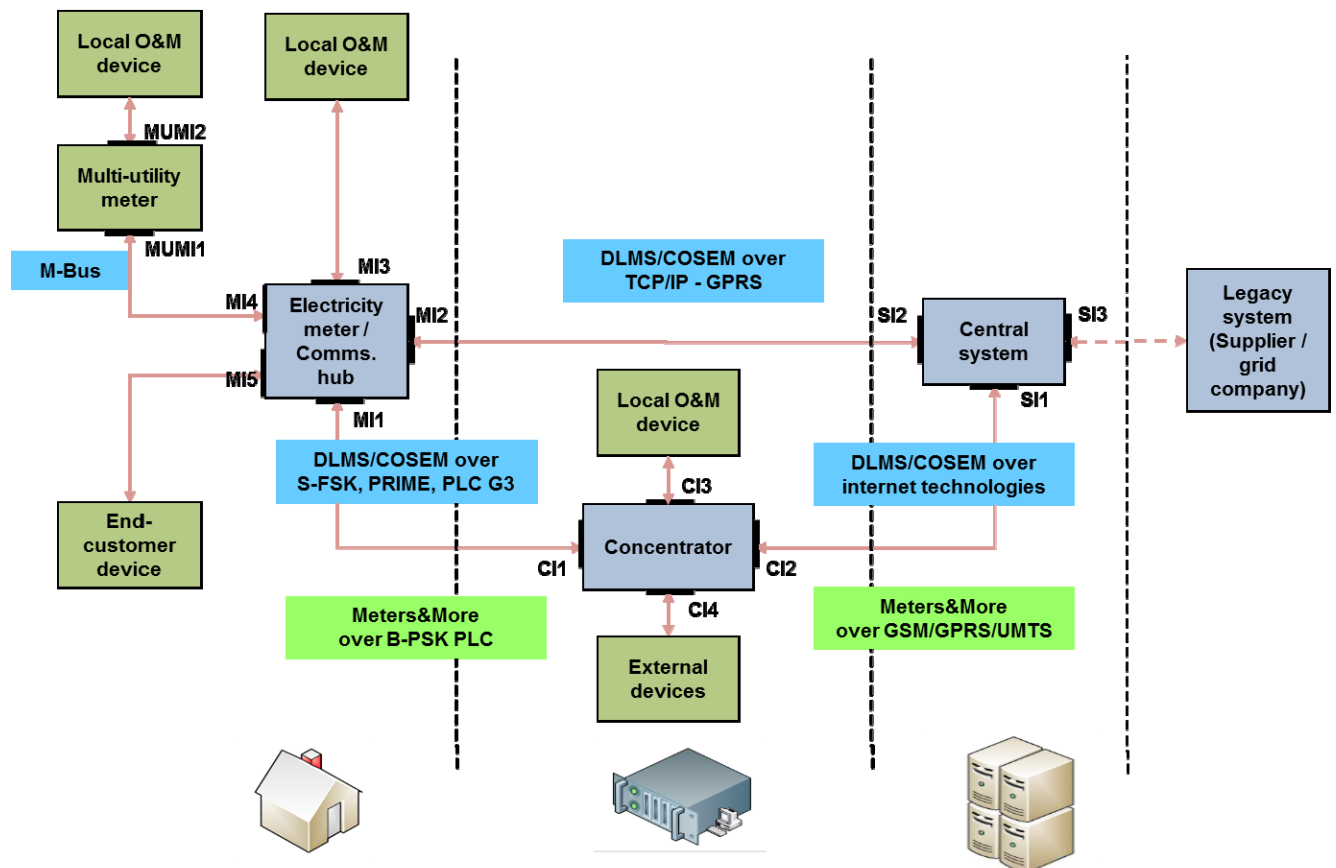 Local O&M
device
Local O&M
device
MUMI2
Multi-utility
meter
MUMI1
M-Bus
MI3
DLMS/COSEM over
TCP/IP - GPRS
MI4
Electricity
meter /
Comms.
hub
MI2
SI2
Central
system
SI3
Legacy
system
(Supplier /
grid
company)
MI5
MI1
SI1
Local O&M
device
DLMS/COSEM over
S-FSK, PRIME, PLC G3
DLMS/COSEM over
internet technologies
CI3
End-
customer
device
Concentrator
CI1
CI2
CI4
Meters&More
over B-PSK PLC
Meters&More
over GSM/GPRS/UMTS
External
devices